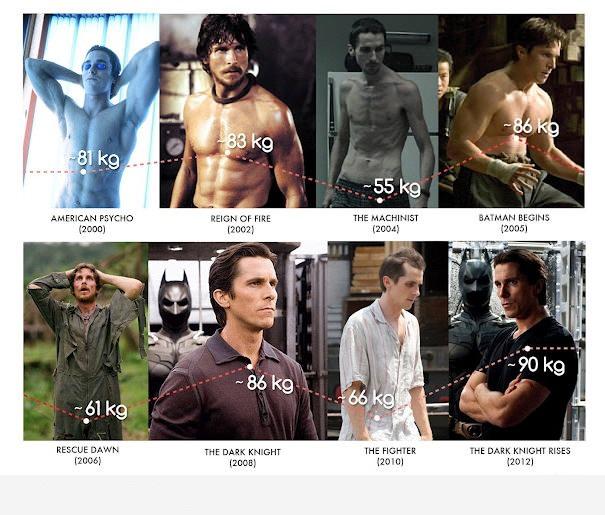 ~81 kg
~83 kg
~55 kg
~86 kg
AMERICAN PSYCHO
(2000)
REIGN OF FIRE
(2002)
THE MACHINIST
(2004)
BATMAN BEGINS
(2005)
~61 kg
~86 kg
~66 kg
~90 kg
RESCUE DAWN
(2006)
THE DARK KNIGHT
(2008)
THE FIGHTER
(2010)
THE DARK KNIGHT RISES
(2012)